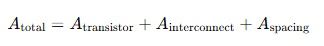 A_total = A_transistor + A_interconnect + A_spacing